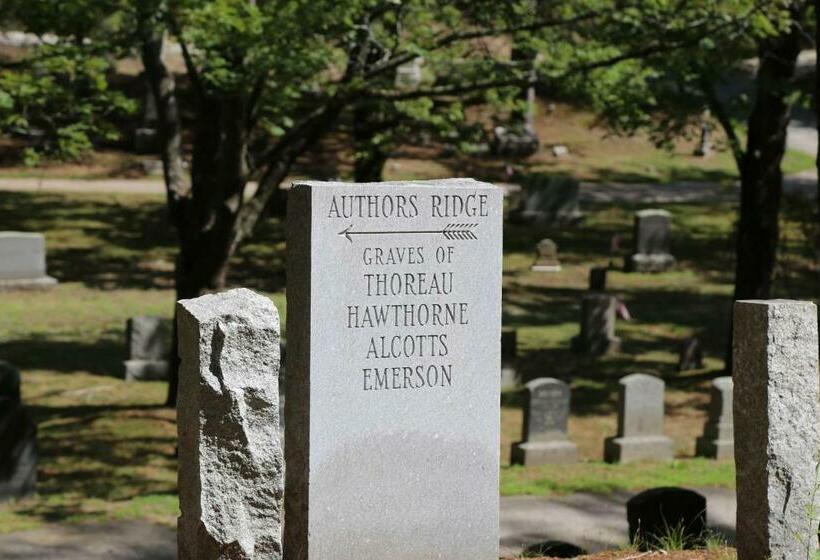 AUTHORS RIDGE
GRAVES OF
THOREAU
HAWTHORNE
ALCOTTS
EMERSON